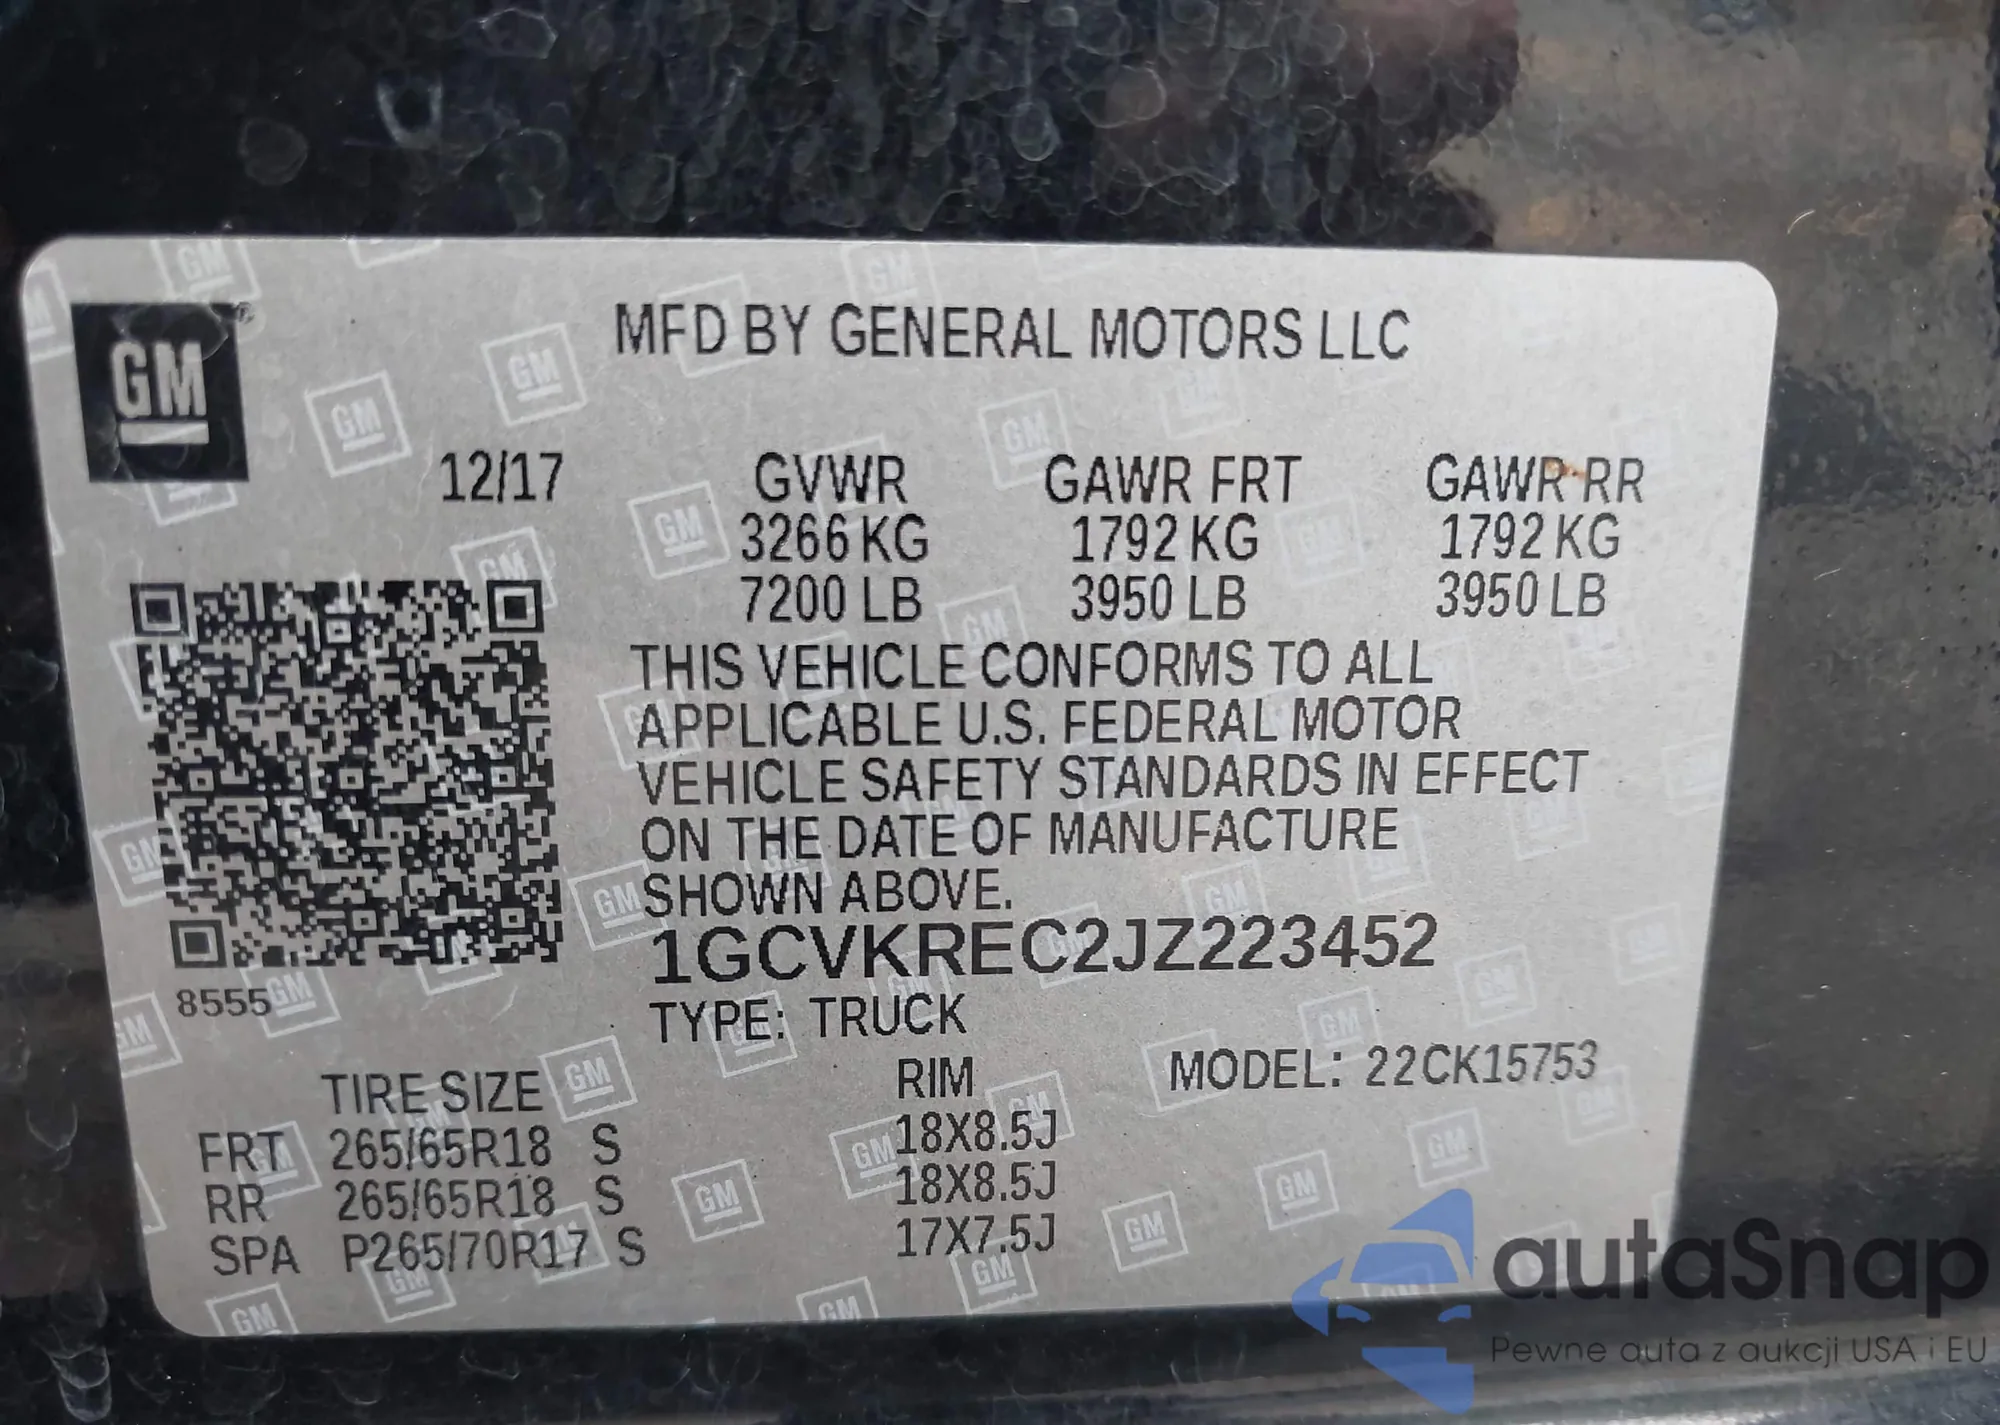 MFD BY GENERAL MOTORS LLC
GM
12/17 GVWR GAWR FRT GAWR RR
3266 KG 1792 KG 1792 KG
7200 LB 3950 LB 3950 LB
THIS VEHICLE CONFORMS TO ALL
APPLICABLE U.S. FEDERAL MOTOR
VEHICLE SAFETY STANDARDS IN EFFECT
ON THE DATE OF MANUFACTURE
SHOWN ABOVE.
1GCVKREC2JZ223452
8555
TYPE: TRUCK
TIRE SIZE RIM MODEL: 22CK15753
FRT 265/65R18 S 18X8.5J
RR 265/65R18 S 18X8.5J
SPA P265/70R17 S 17X7.5J
autaSnap
Pewne auta z aukcji USA i EU